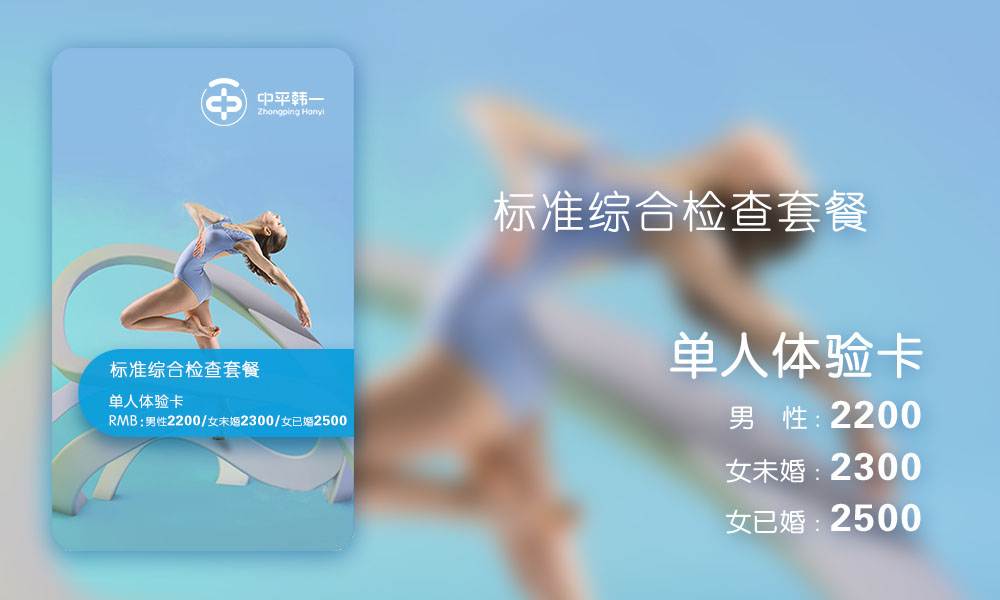 中平韩一
Zhongping Hanyi
标准综合检查套餐
单人体验卡
RMB:男性2200/女未婚2300/女已婚2500
标准综合检查套餐
单人体验卡
男 性:2200
女未婚:2300
女已婚:2500